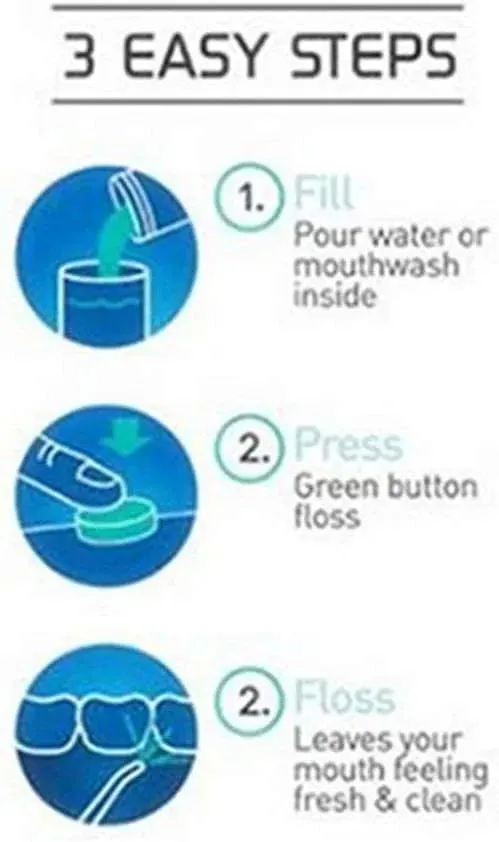 3 EASY STEPS
1. Fill
Pour water or
mouthwash
inside
2. Press
Green button
floss
2. Floss
Leaves your
mouth feeling
fresh & clean